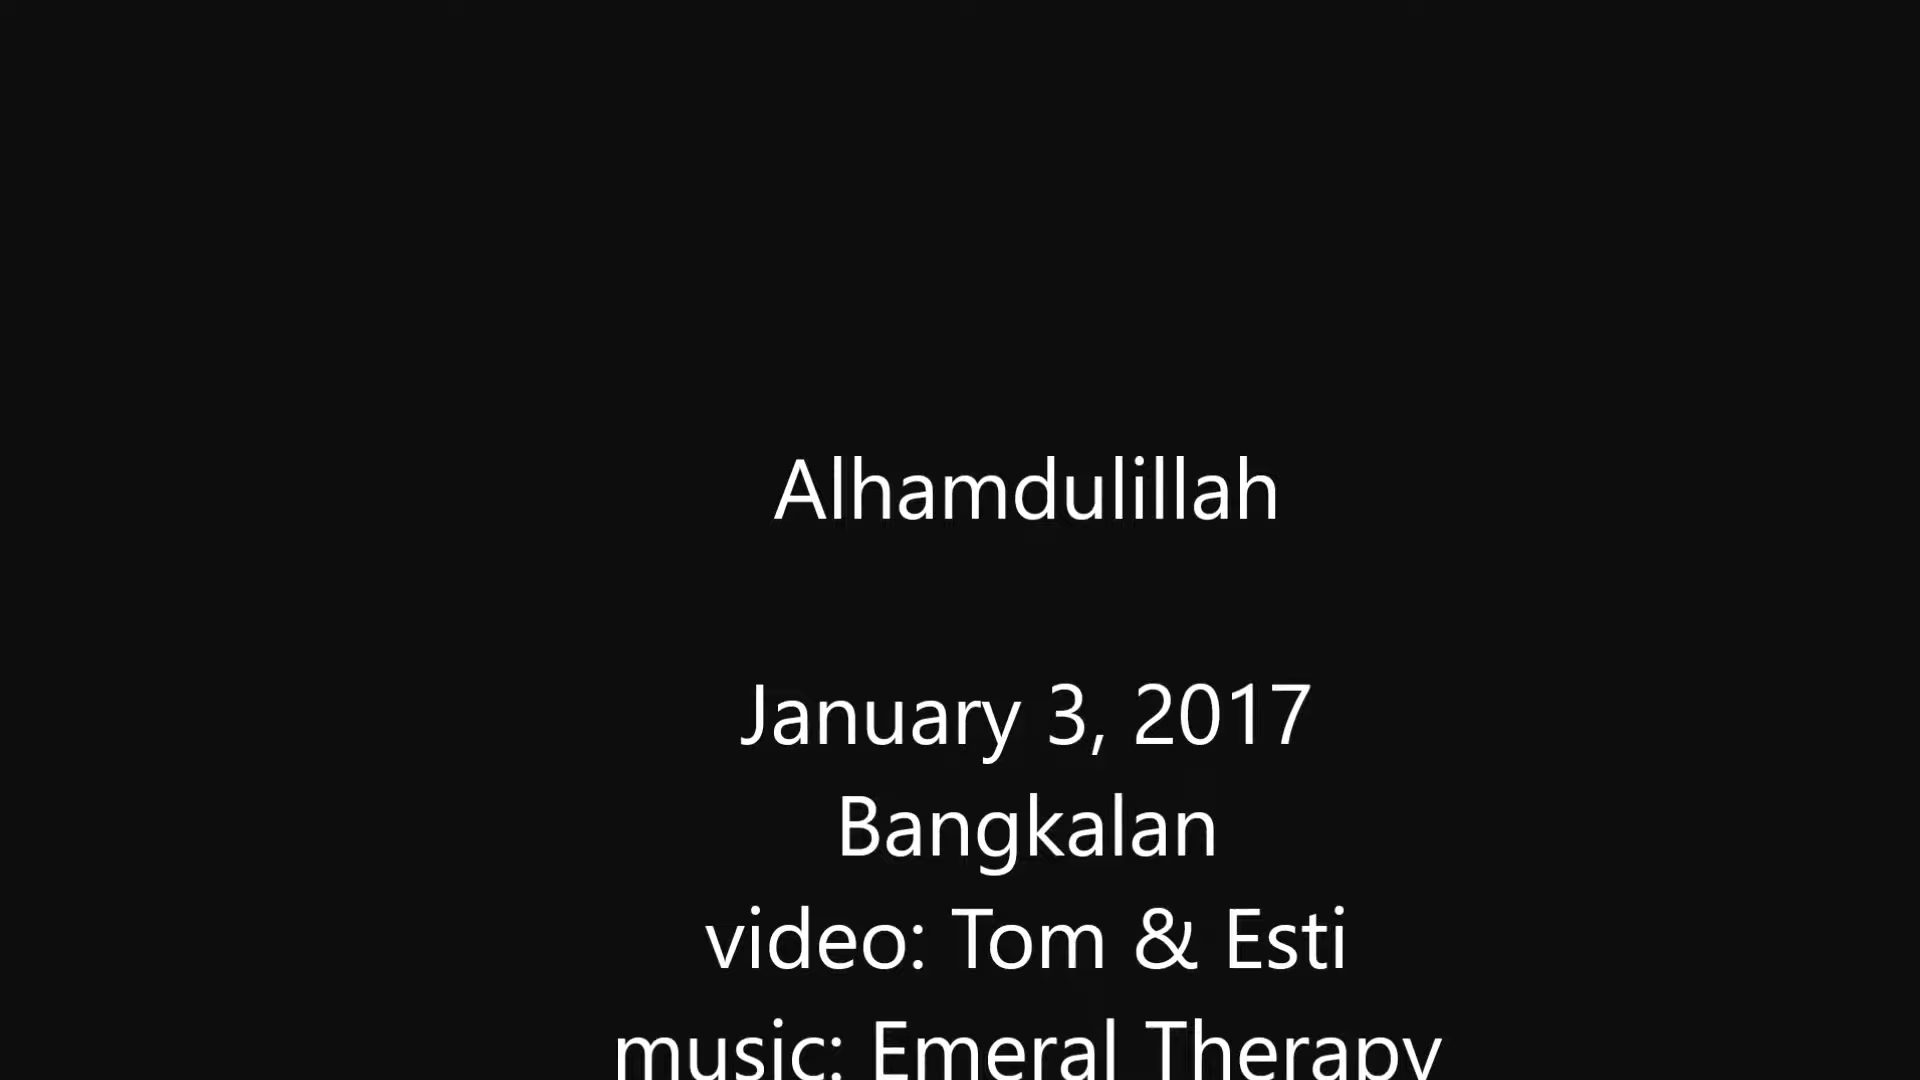 Alhamdulillah
January 3, 2017
Bangkalan
video: Tom & Esti
music: Emeral Therapy